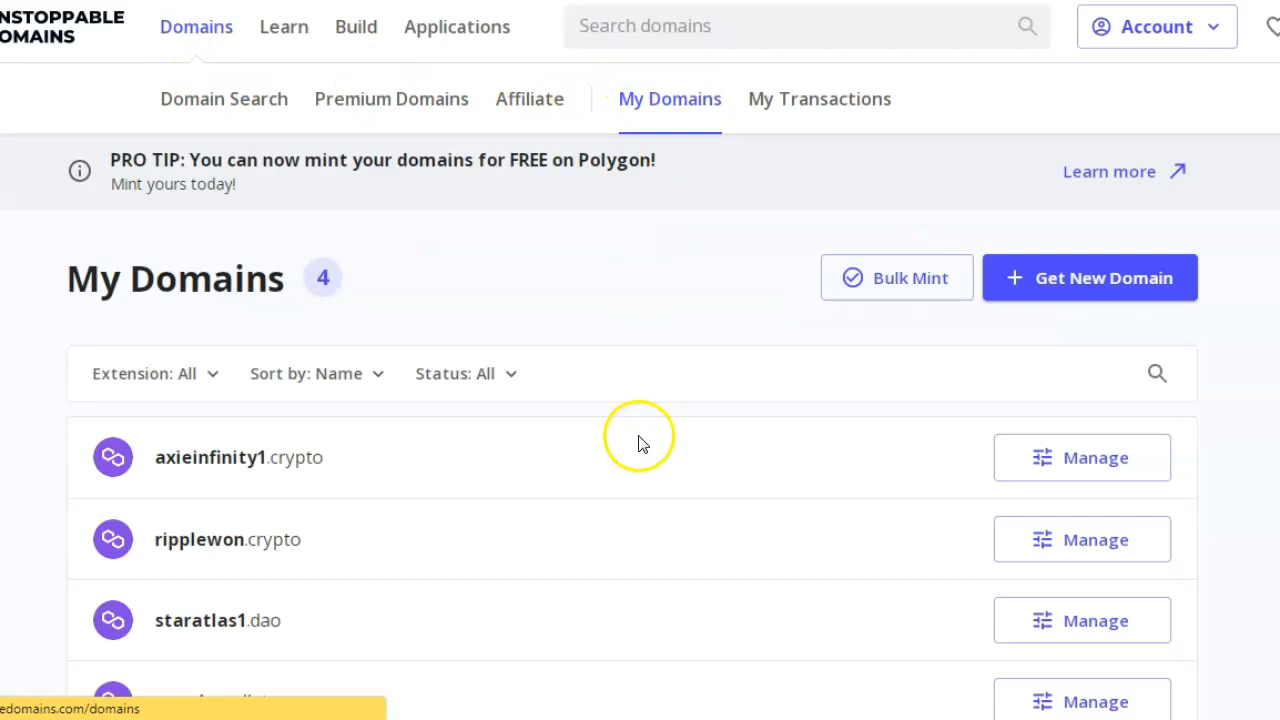 NSTOPPABLE
OMAINS
Domains Learn Build Applications
Search domains
Account
Domain Search Premium Domains Affiliate My Domains My Transactions
PRO TIP: You can now mint your domains for FREE on Polygon!
Mint yours today!
Learn more
My Domains 4
Bulk Mint
+ Get New Domain
Extension: All Sort by: Name Status: All
axieinfinity1.crypto Manage
ripplewon.crypto Manage
staratlas1.dao Manage
Manage
edomains.com/domains